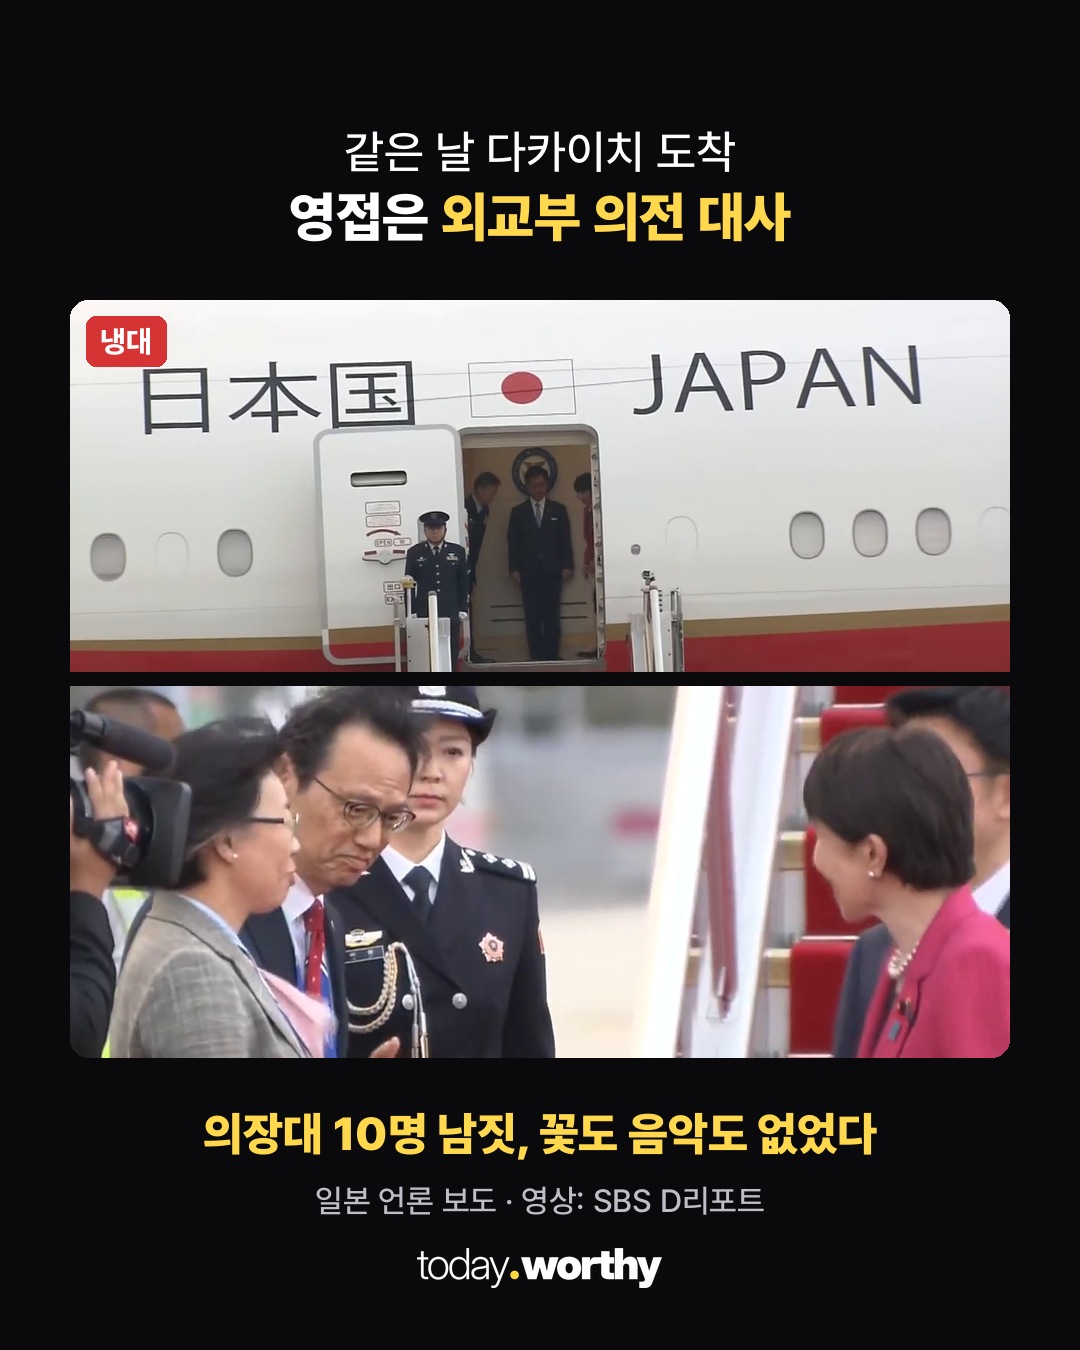 같은 날 다카이치 도착
영접은 외교부 의전 대사
냉대
日本国 JAPAN
의장대 10명 남짓, 꽃도 음악도 없었다
일본 언론 보도 · 영상: SBS D리포트
today.worthy